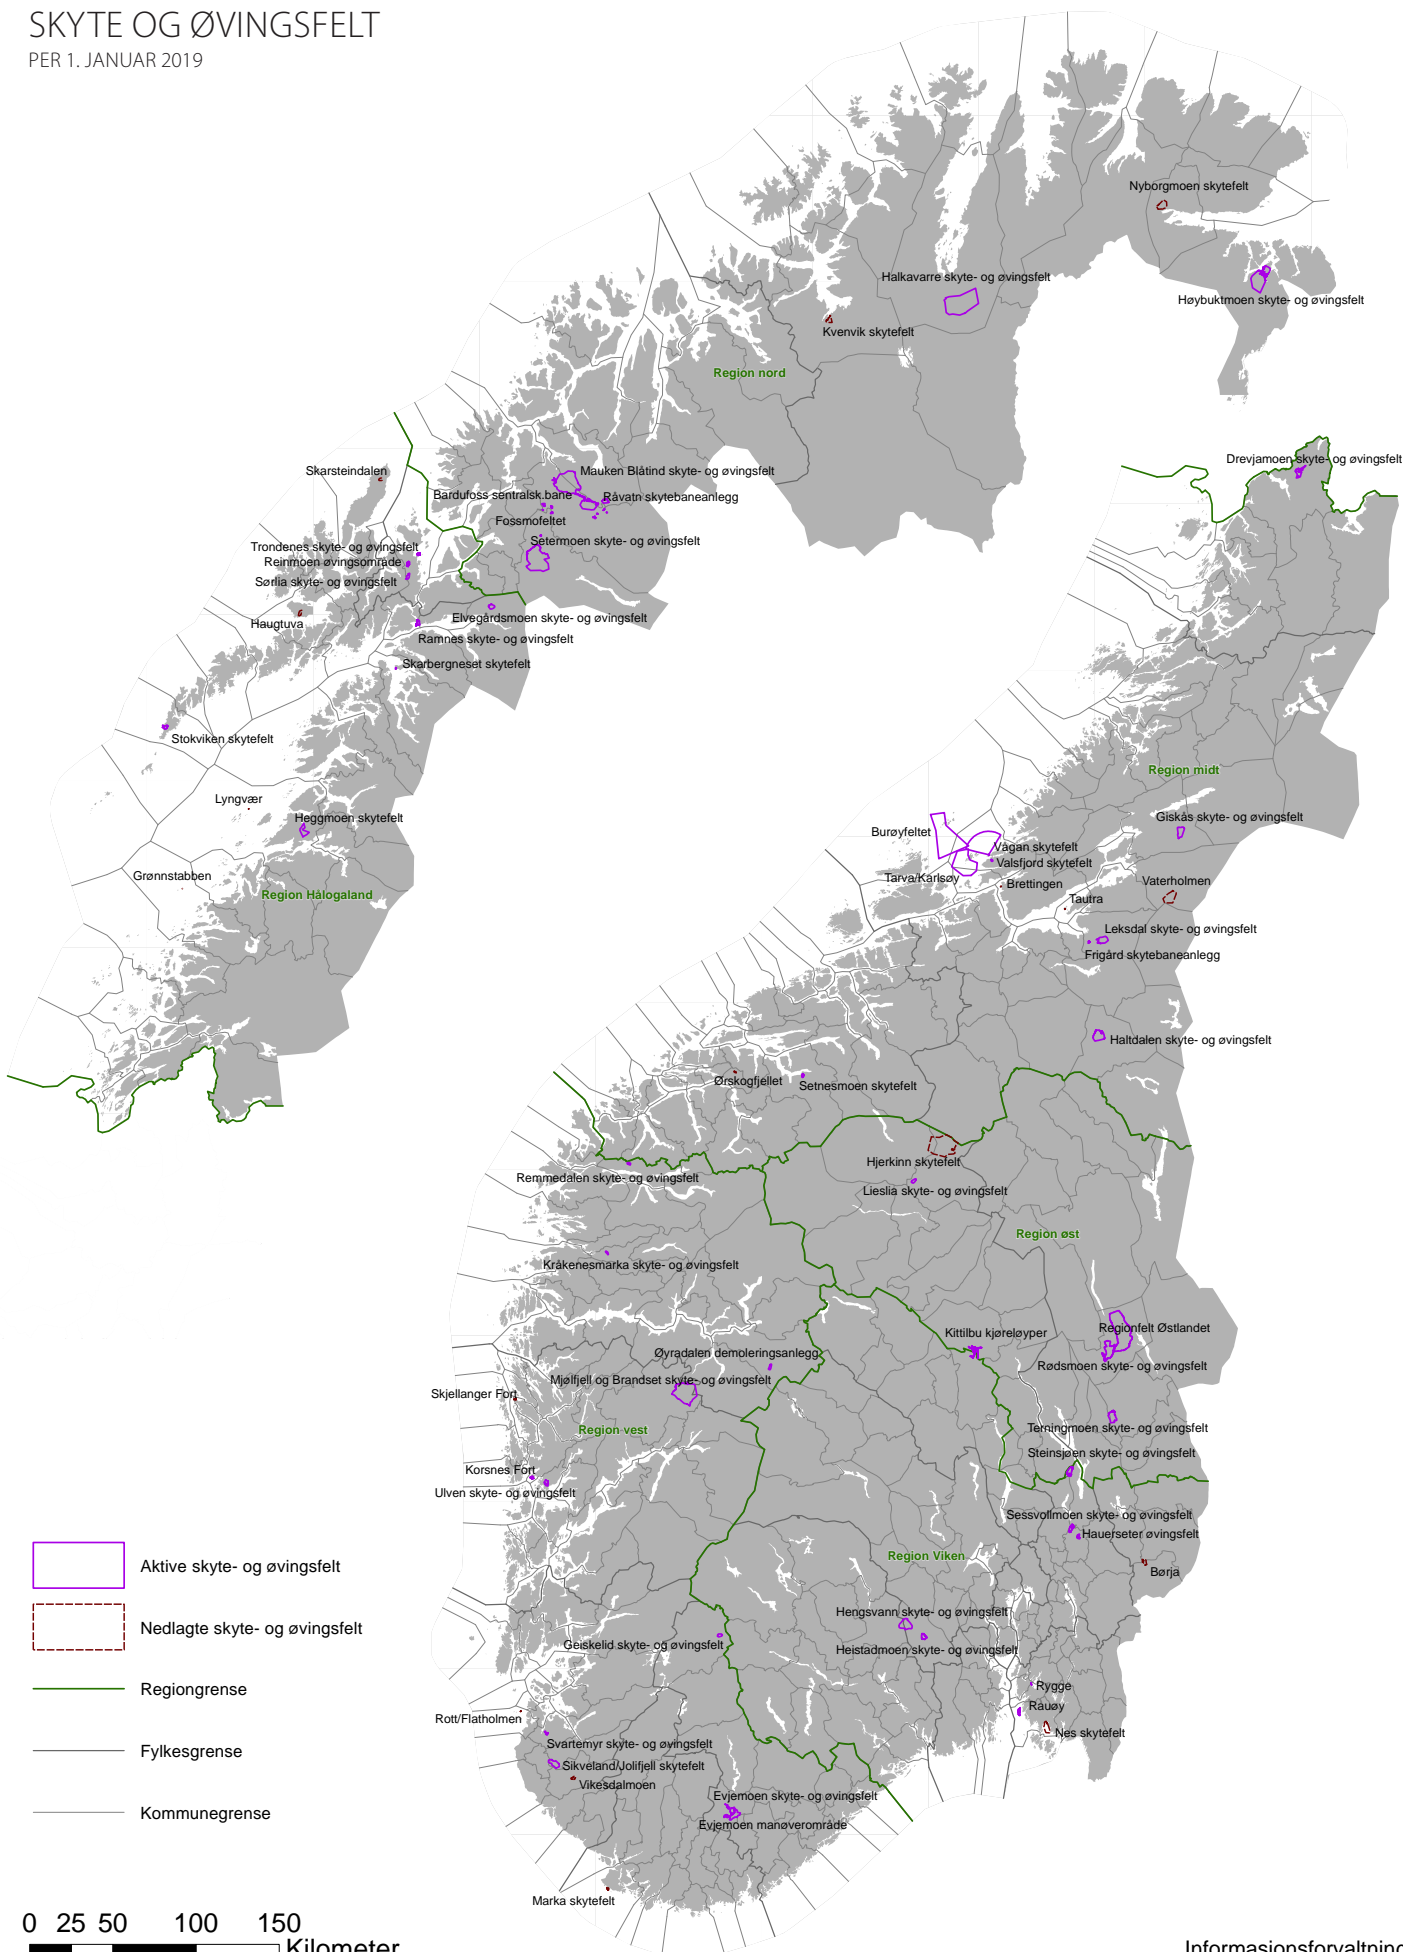 SKYTE OG ØVINGSFELT
PER 1. JANUAR 2019
Nyborgmoen skytefelt
Halkavarre skyte- og øvingsfelt
Høybuktmoen skyte- og øvingsfelt
Kvenvik skytefelt
Region nord
Drevjamoen skyte- og øvingsfelt
Skarsteindalen
Mauken Blåtind skyte- og øvingsfelt
Bardufoss sentralsk.bane
Råvatn skytebaneanlegg
Fossmofeltet
Setermoen skyte- og øvingsfelt
Trondenes skyte- og øvingsfelt
Reinmoen øvingsområde
Sørlia skyte- og øvingsfelt
Haugtuva
Elvegårdsmoen skyte- og øvingsfelt
Ramnes skyte- og øvingsfelt
Skarbergneset skytefelt
Stokviken skytefelt
Region midt
Lyngvær
Heggmoen skytefelt
Giskås skyte- og øvingsfelt
Burøyfeltet
Vågan skytefelt
Valsfjord skytefelt
Grønnstabben
Tarva/Karlsøy
Brettingen
Vaterholmen
Region Hålogaland
Tautra
Leksdal skyte- og øvingsfelt
Frigård skytebaneanlegg
Haltdalen skyte- og øvingsfelt
Ørskogfjellet
Setnesmoen skytefelt
Hjerkinn skytefelt
Remmedalen skyte- og øvingsfelt
Lieslia skyte- og øvingsfelt
Region øst
Kråkenesmarka skyte- og øvingsfelt
Regionfelt Østlandet
Kittilbu kjøreløyper
Øyradalen demoleringsanlegg
Rødsmoen skyte- og øvingsfelt
Mjølfjell og Brandset skyte- og øvingsfelt
Skjellanger Fort
Region vest
Terningmoen skyte- og øvingsfelt
Steinsjøen skyte- og øvingsfelt
Korsnes Fort
Ulven skyte- og øvingsfelt
Sessvollmoen skyte- og øvingsfelt
Hauerseter øvingsfelt
Region Viken
Børja
Aktive skyte- og øvingsfelt
Nedlagte skyte- og øvingsfelt
Hengsvann skyte- og øvingsfelt
Geiskelid skyte- og øvingsfelt
Heistadmoen skyte- og øvingsfelt
Regiongrense
Rygge
Rauøy
Rott/Flatholmen
Nes skytefelt
Fylkesgrense
Svartemyr skyte- og øvingsfelt
Sikveland/Jolifjell skytefelt
Vikesdalmoen
Evjemoen skyte- og øvingsfelt
Kommunegrense
Evjemoen manøverområde
Marka skytefelt
0 25 50 100 150
Kilometer
Informasjonsforvaltning